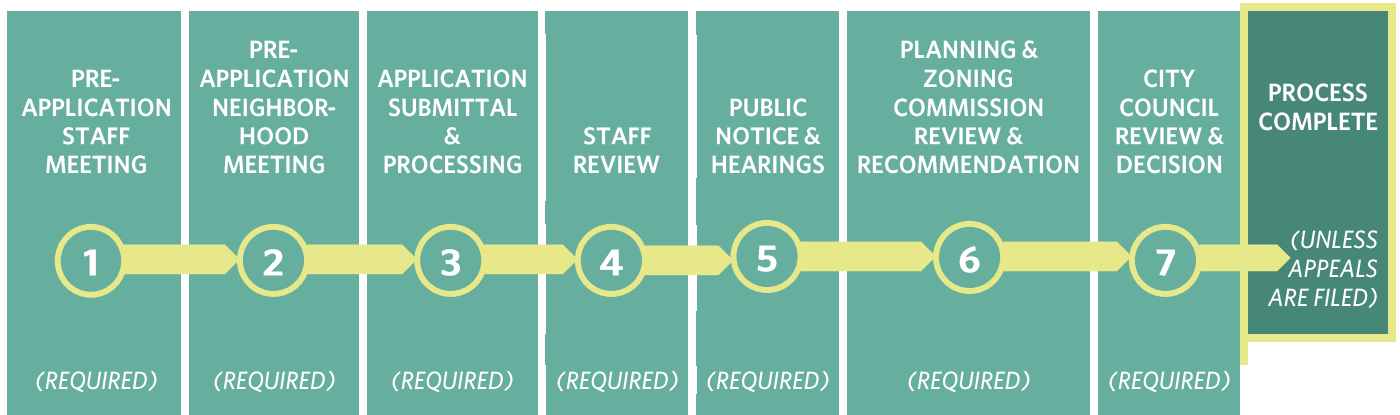 PRE-
APPLICATION
STAFF
MEETING
1
(REQUIRED)
PRE-
APPLICATION
NEIGHBOR-
HOOD
MEETING
2
(REQUIRED)
APPLICATION
SUBMITTAL
&
PROCESSING
3
(REQUIRED)
STAFF
REVIEW
4
(REQUIRED)
PUBLIC
NOTICE &
HEARINGS
5
(REQUIRED)
PLANNING &
ZONING
COMMISSION
REVIEW &
RECOMMENDATION
6
(REQUIRED)
CITY
COUNCIL
REVIEW &
DECISION
7
(REQUIRED)
PROCESS
COMPLETE
(UNLESS
APPEALS
ARE FILED)